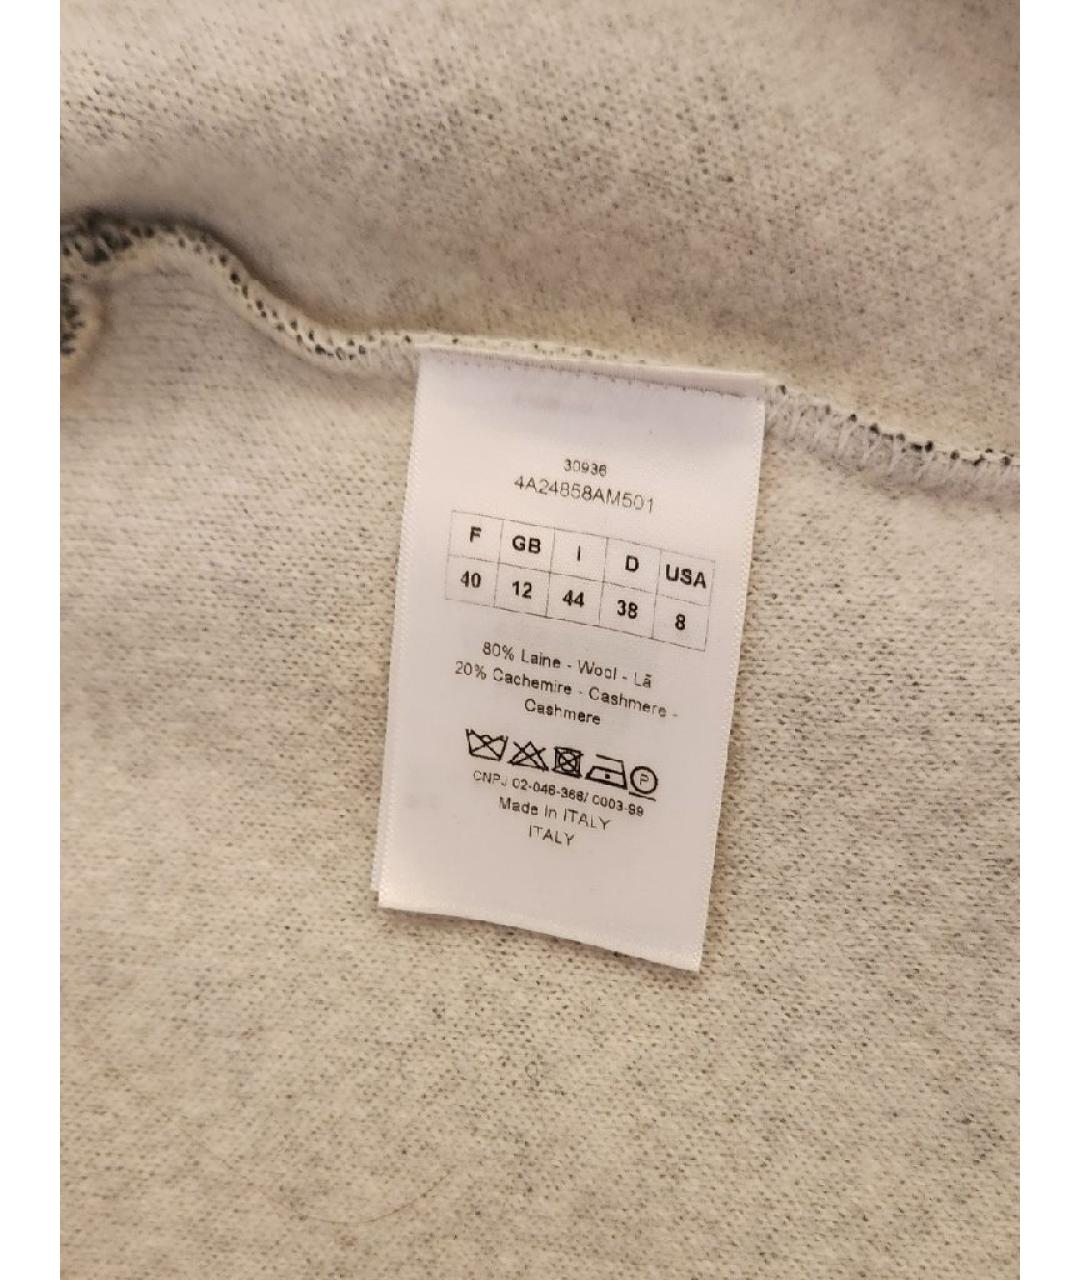 30936
4A24858AM501
F GB I D USA
40 12 44 38 8
80% Laine - Wool - Lã
20% Cachemire - Cashmere -
Cashmere
P
CNPJ 02-046-366/ 0003-99
Made in ITALY
ITALY